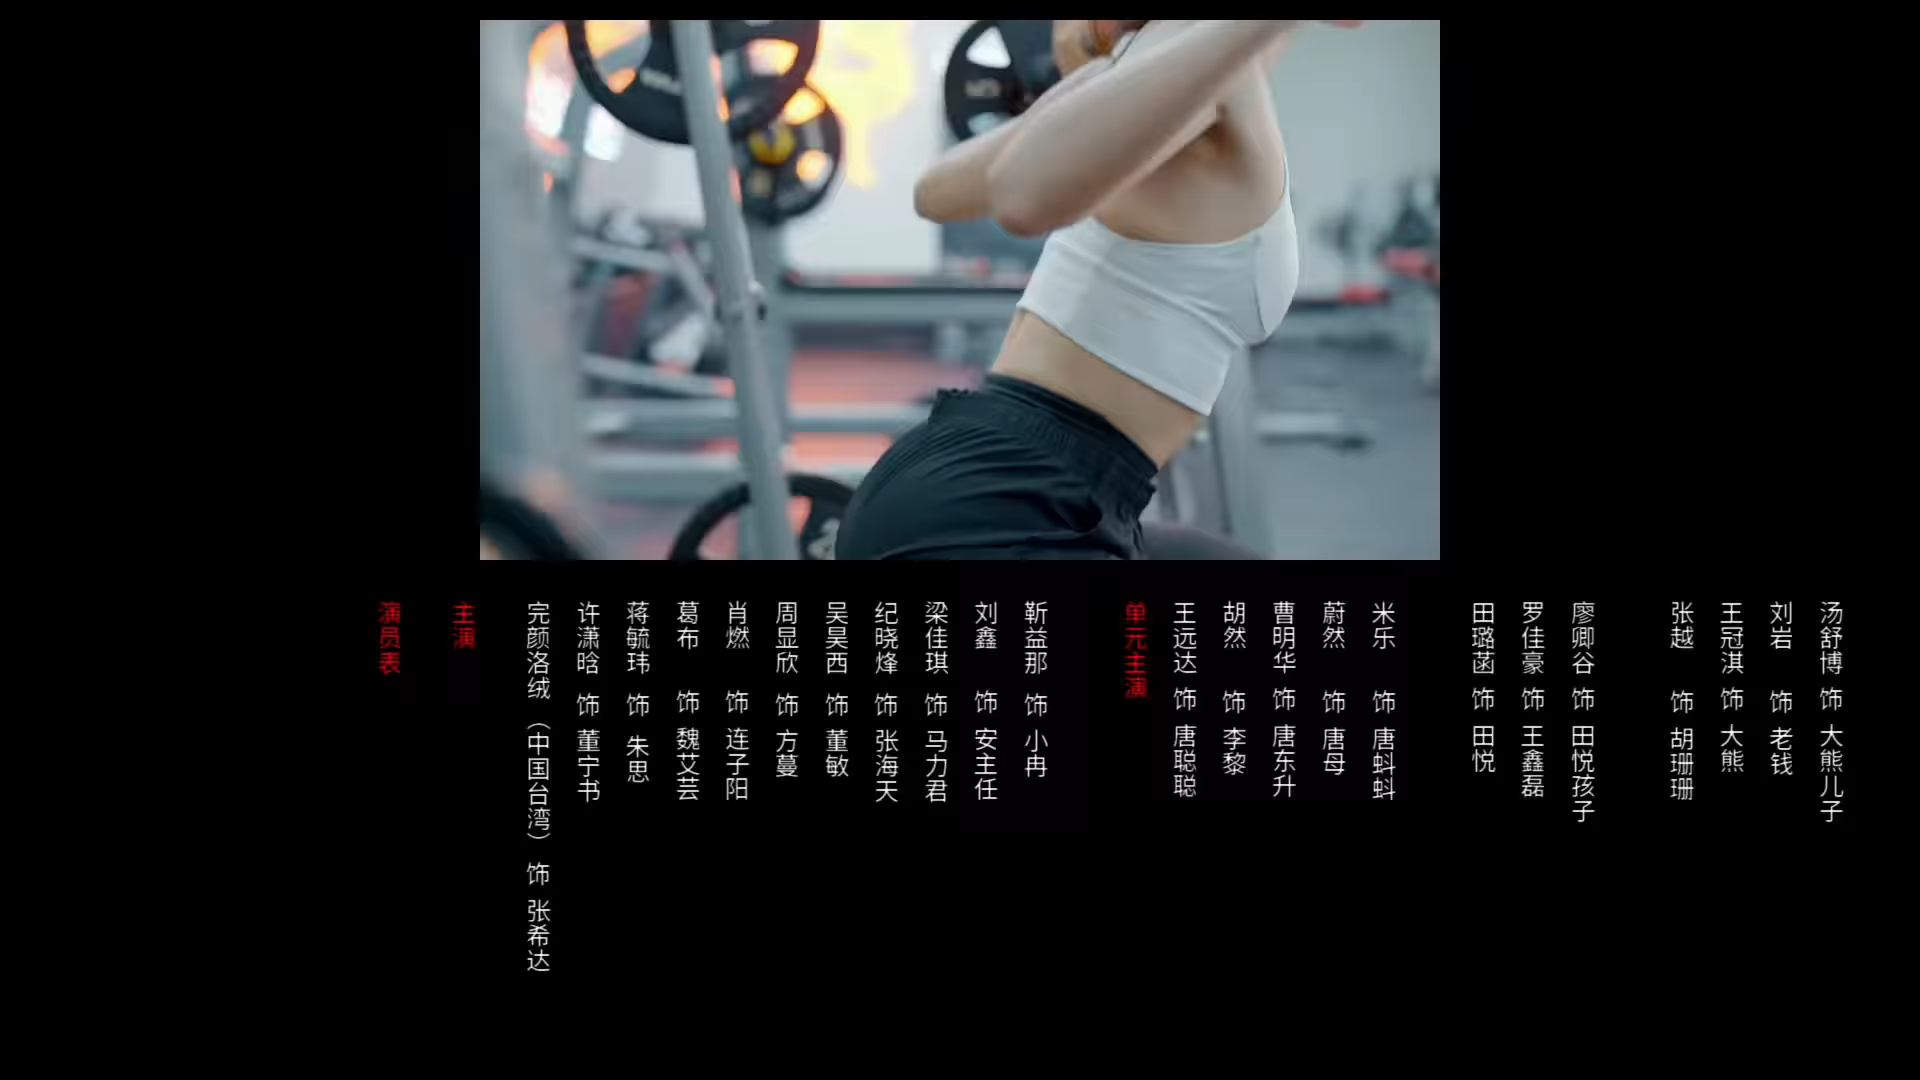 演员表
主演
完颜洛绒（中国台湾） 饰 张希达
许潇晗 饰 董宁书
蒋毓玮 饰 朱思
葛布 饰 魏艾芸
肖燃 饰 连子阳
周显欣 饰 方蔓
吴昊西 饰 董敏
纪晓烽 饰 张海天
梁佳琪 饰 马力君
刘鑫 饰 安主任
靳益那 饰 小冉
单元主演
王远达 饰 唐聪聪
胡然 饰 李黎
曹明华 饰 唐东升
蔚然 饰 唐母
米乐 饰 唐蚪蚪
田璐菡 饰 田悦
罗佳豪 饰 王鑫磊
廖卿谷 饰 田悦孩子
张越 饰 胡珊珊
王冠淇 饰 大熊
刘岩 饰 老钱
汤舒博 饰 大熊儿子